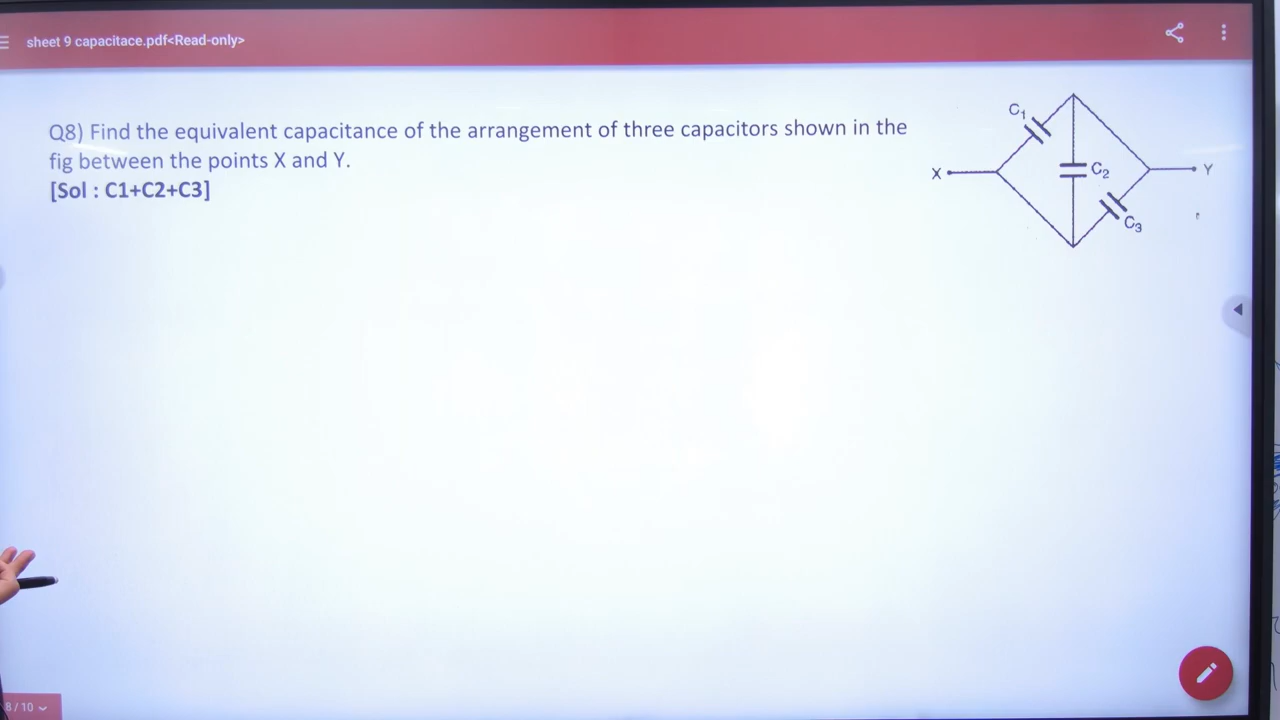 sheet 9 capacitace.pdf<Read-only>
Q8) Find the equivalent capacitance of the arrangement of three capacitors shown in the
fig between the points X and Y.
[Sol : C1+C2+C3]
C1
X
C2
Y
C3
8 / 10